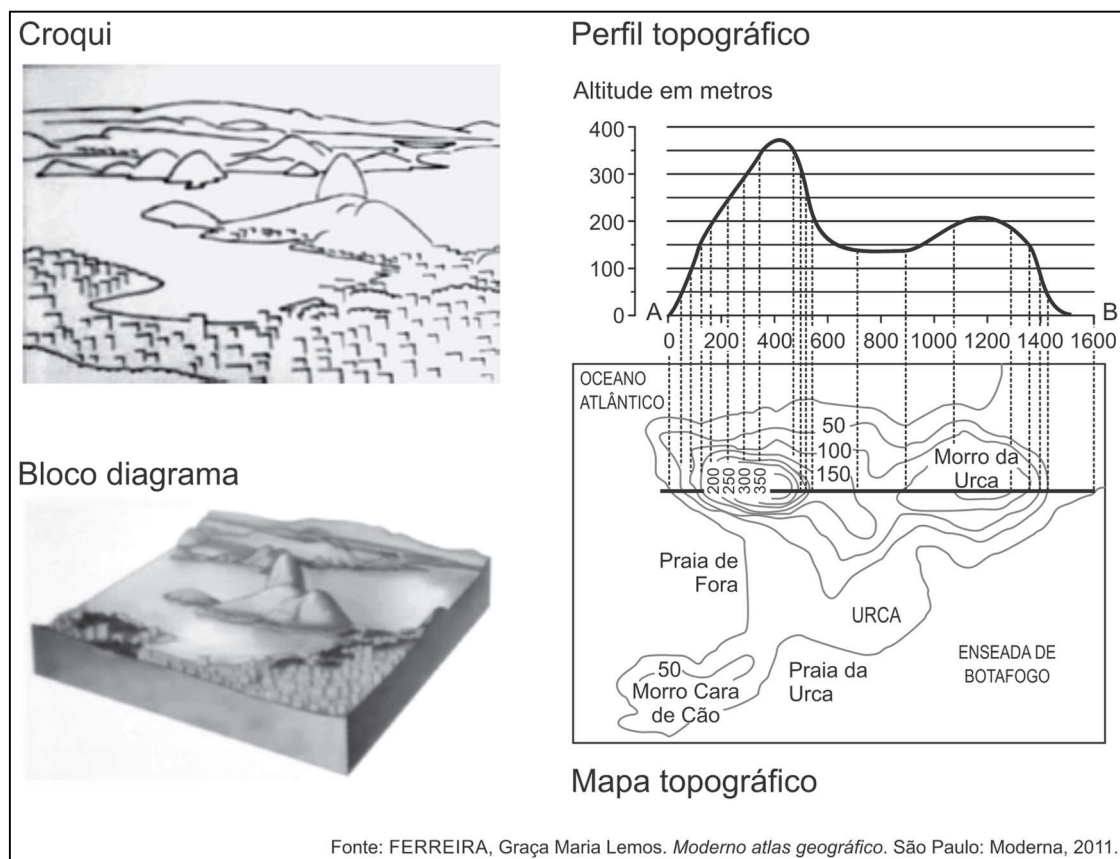 Croqui
Perfil topográfico
Altitude em metros
400
300
200
100
0
A
B
0 200 400 600 800 1000 1200 1400 1600
OCEANO
ATLÂNTICO
50
100
150
200
250
300
350
Morro da
Urca
Bloco diagrama
Praia de
Fora
URCA
ENSEADA DE
BOTAFOGO
50
Morro Cara
de Cão
Praia da
Urca
Mapa topográfico
Fonte: FERREIRA, Graça Maria Lemos. Moderno atlas geográfico. São Paulo: Moderna, 2011.